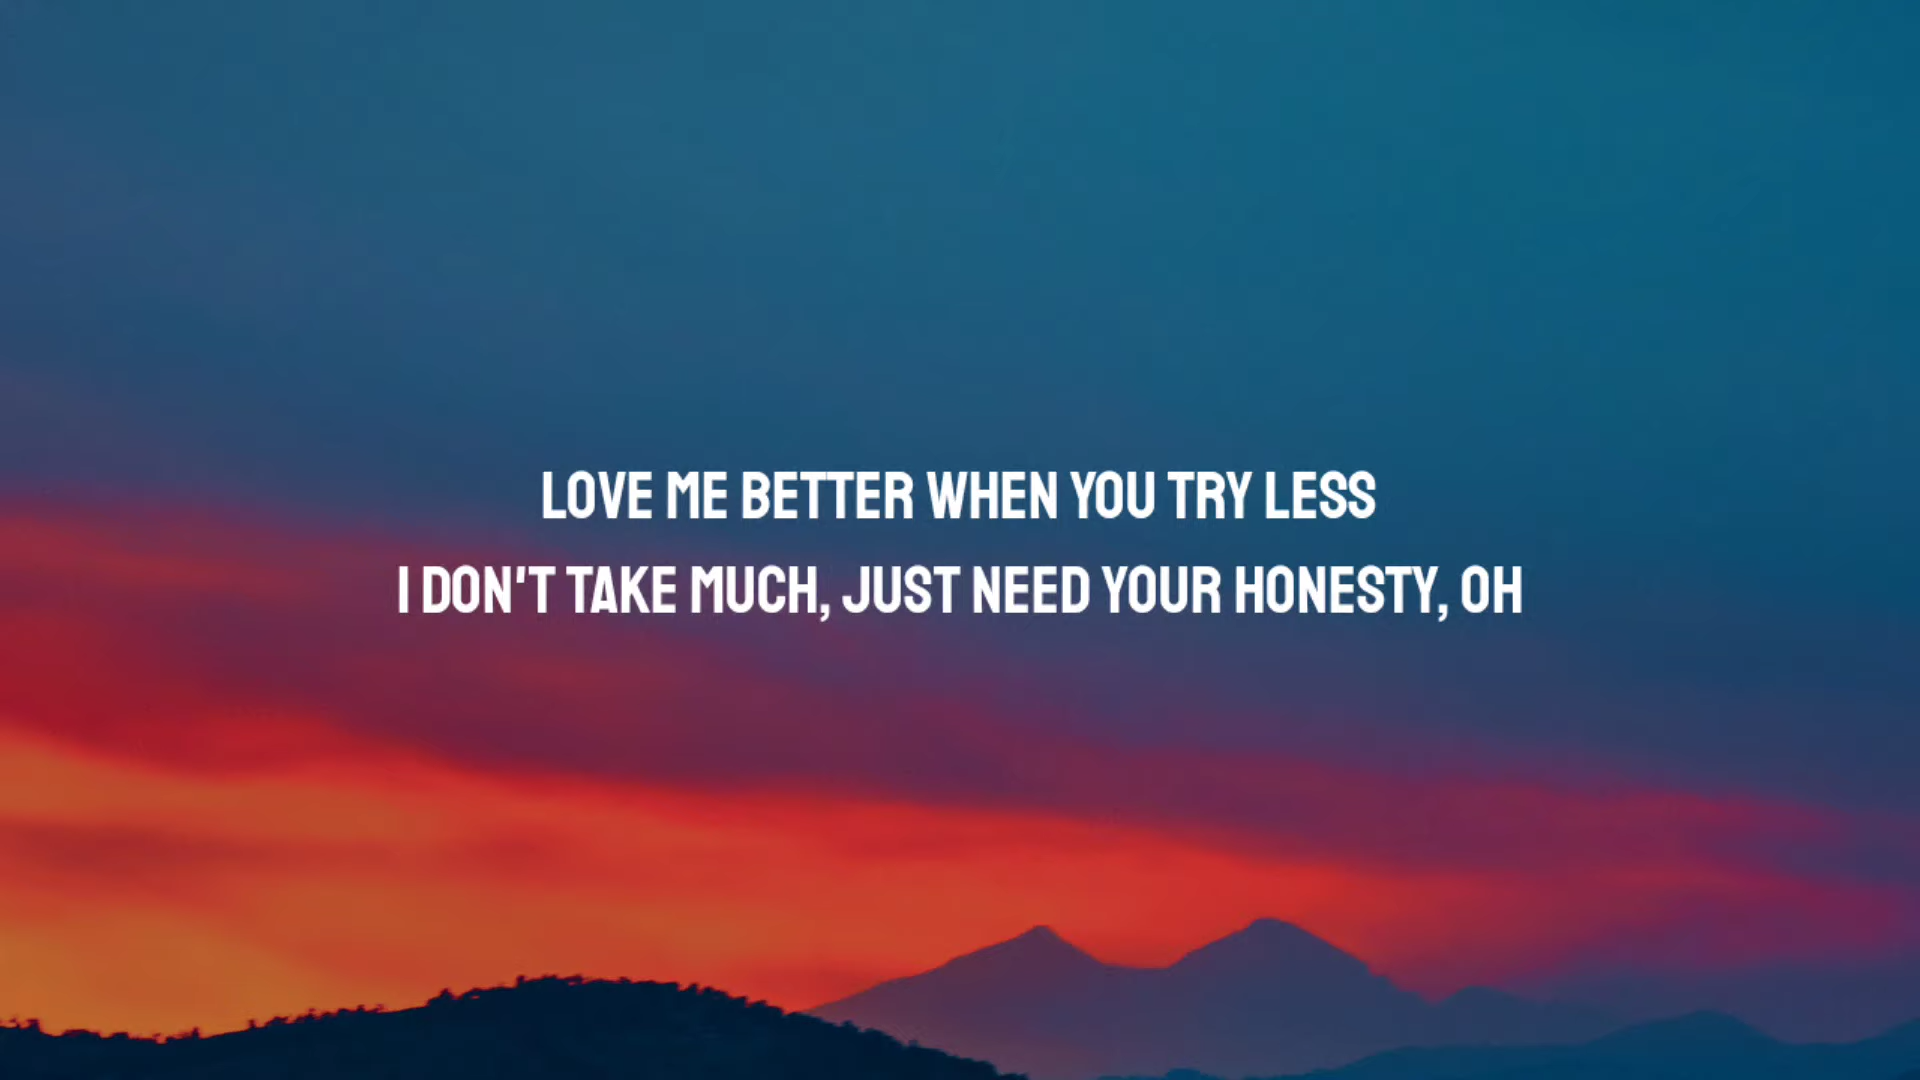 LOVE ME BETTER WHEN YOU TRY LESS
I DON'T TAKE MUCH, JUST NEED YOUR HONESTY, OH